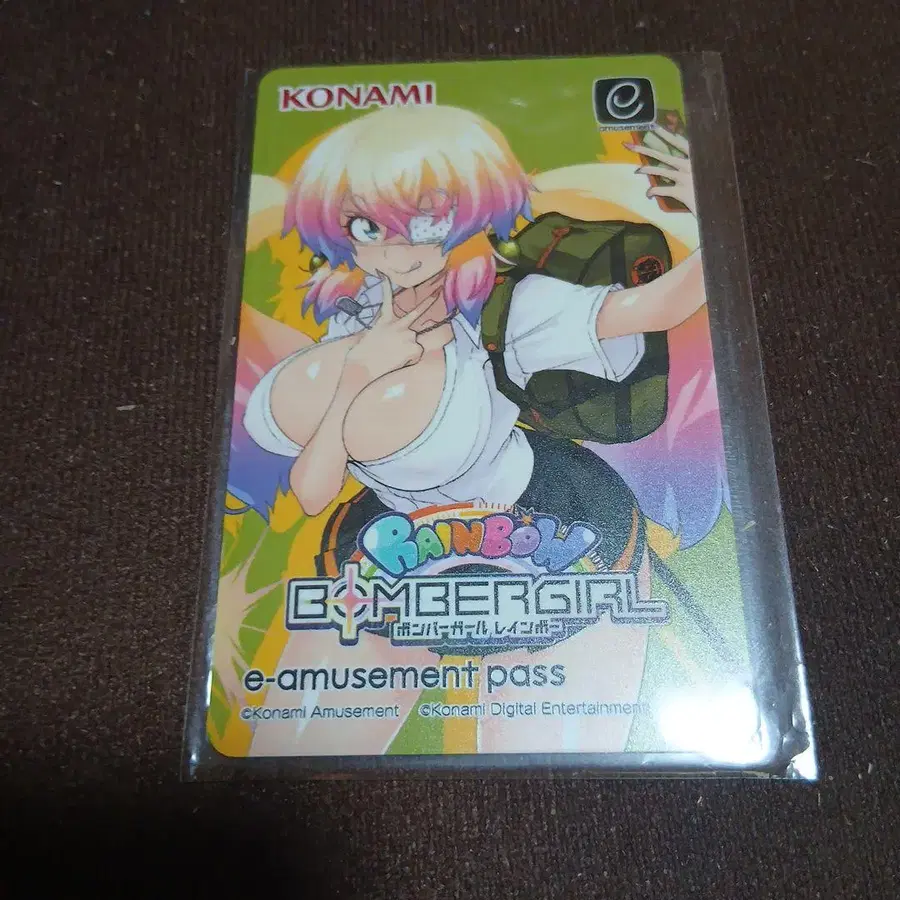 KONAMI
e
amusement
RAINBOW
BOMBERGIRL
ボンバーガール レインボー
e-amusement pass
©Konami Amusement ©Konami Digital Entertainment